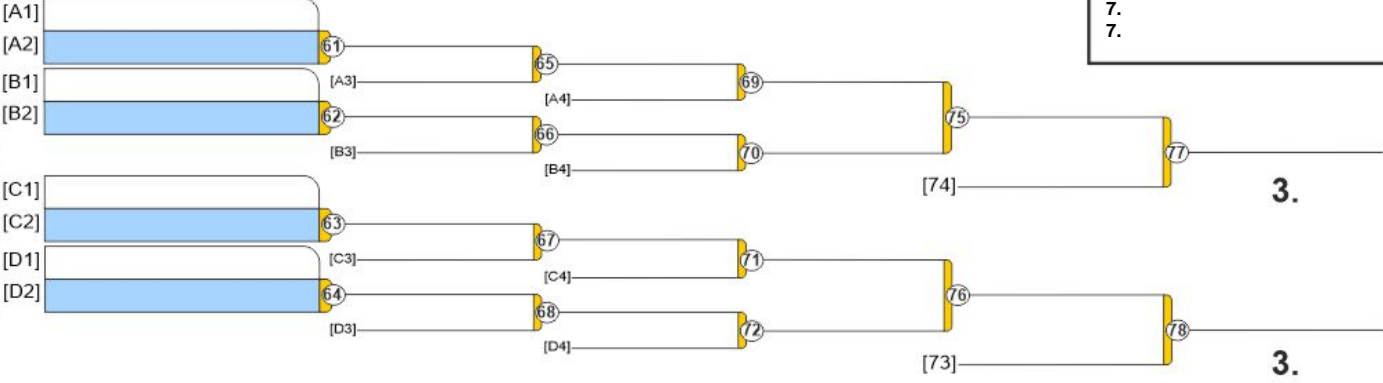 [A1]
7.
7.
[A2]
61
[A3]
65
[A4]
69
[B1]
[B2]
62
[B3]
66
[B4]
70
75
[74]
77
3.
[C1]
[C2]
63
[C3]
67
[C4]
71
[D1]
[D2]
64
[D3]
68
[D4]
72
76
[73]
78
3.